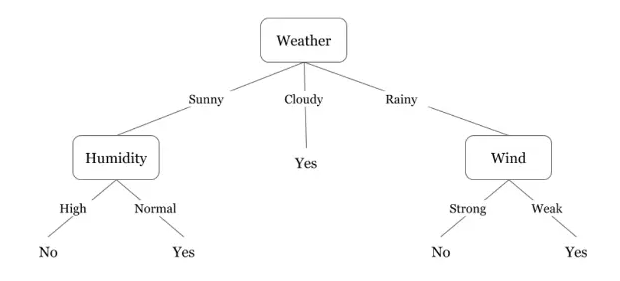 Weather
Sunny
Cloudy
Rainy
Humidity
Yes
Wind
High
Normal
Strong
Weak
No
Yes
No
Yes